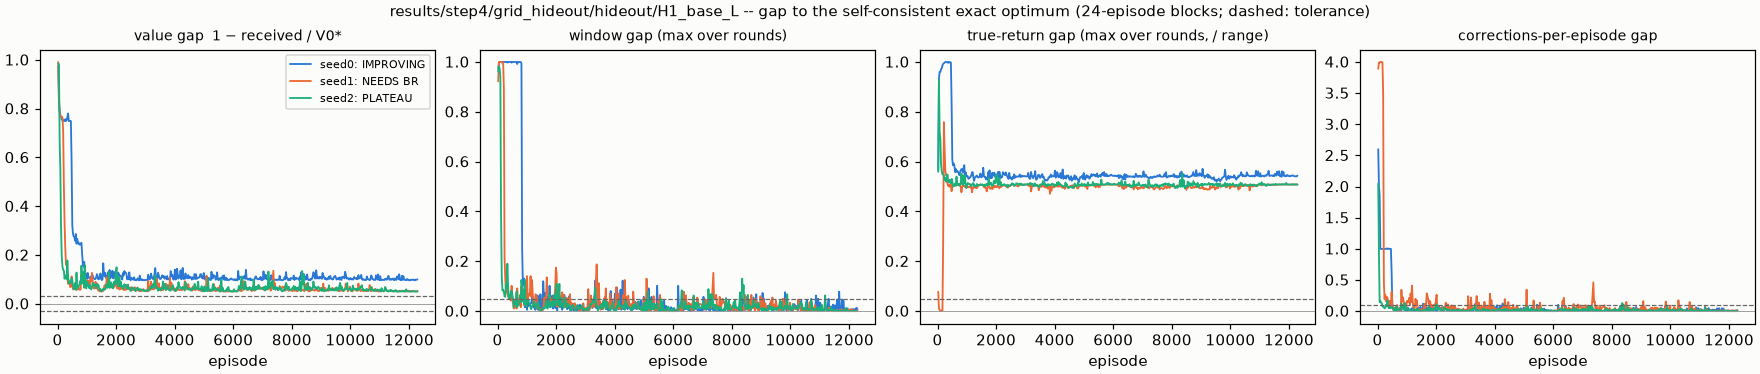 results/step4/grid_hideout/hideout/H1_base_L -- gap to the self-consistent exact optimum (24-episode blocks; dashed: tolerance)
value gap 1 − received / V0*
1.0
0.8
0.6
0.4
0.2
0.0
seed0: IMPROVING
seed1: NEEDS BR
seed2: PLATEAU
0 2000 4000 6000 8000 10000 12000
episode
window gap (max over rounds)
1.0
0.8
0.6
0.4
0.2
0.0
0 2000 4000 6000 8000 10000 12000
episode
true-return gap (max over rounds, / range)
1.0
0.8
0.6
0.4
0.2
0.0
0 2000 4000 6000 8000 10000 12000
episode
corrections-per-episode gap
4.0
3.5
3.0
2.5
2.0
1.5
1.0
0.5
0.0
0 2000 4000 6000 8000 10000 12000
episode